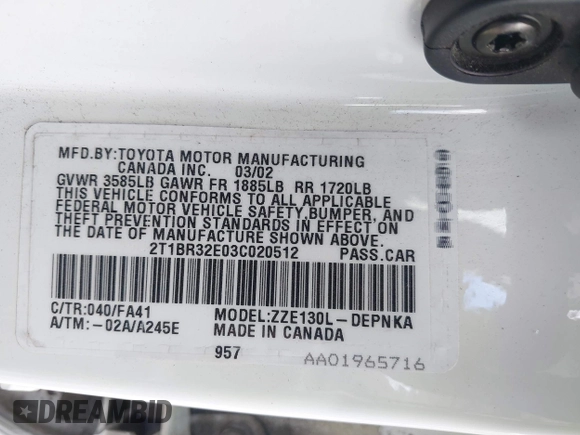 MFD.BY:TOYOTA MOTOR MANUFACTURING
CANADA INC. 03/02
GVWR 3585LB GAWR FR 1885LB RR 1720LB
THIS VEHICLE CONFORMS TO ALL APPLICABLE
FEDERAL MOTOR VEHICLE SAFETY,BUMPER, AND
THEFT PREVENTION STANDARDS IN EFFECT ON
THE DATE OF MANUFACTURE SHOWN ABOVE.
2T1BR32E03C020512 PASS.CAR
C/TR:040/FA41 MODEL:ZZE130L-DEPNKA
A/TM:-02A/A245E MADE IN CANADA
957 AA01965716
DREAMBID